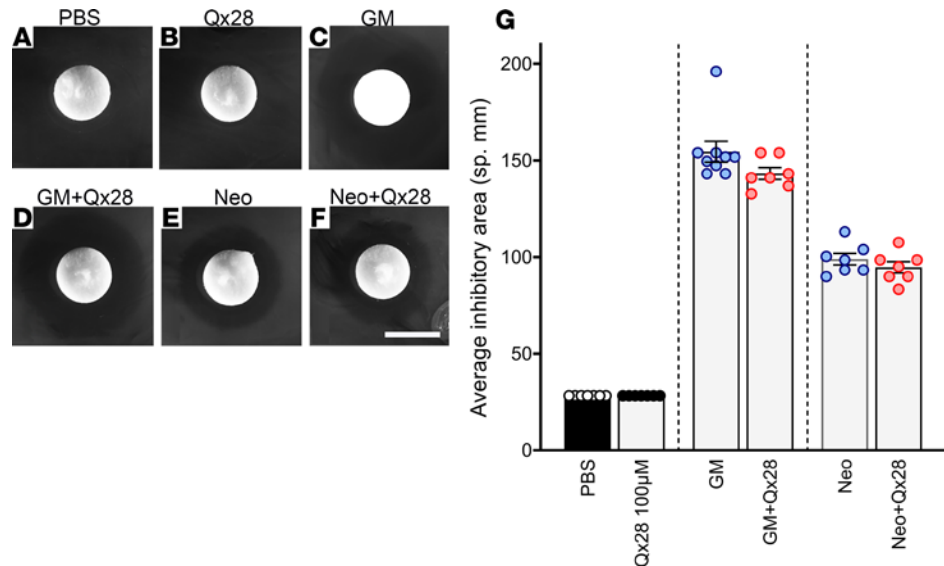 A PBS
B Qx28
C GM
D GM+Qx28
E Neo
F Neo+Qx28
G
Average inhibitory area (sp. mm)
200
150
100
50
0
PBS
Qx28 100µM
GM
GM+Qx28
Neo
Neo+Qx28